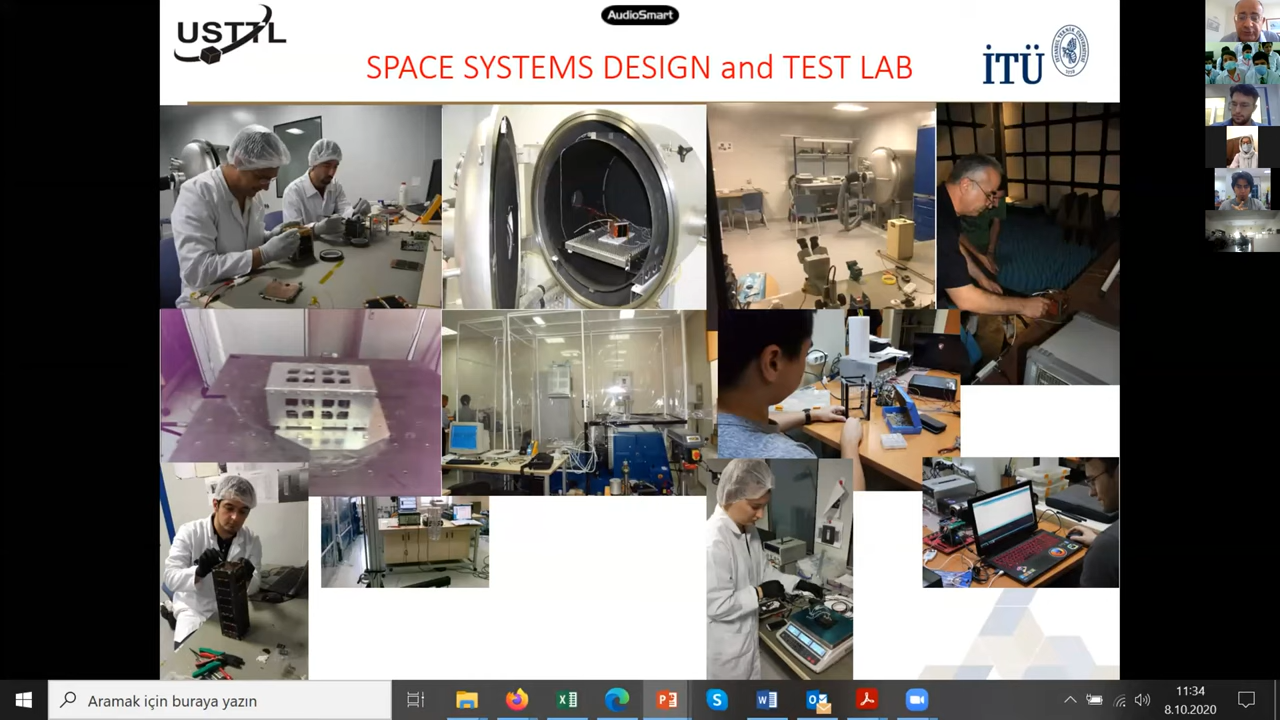 USTTL
AudioSmart
SPACE SYSTEMS DESIGN and TEST LAB
İTÜ
Aramak için buraya yazın
11:34
8.10.2020